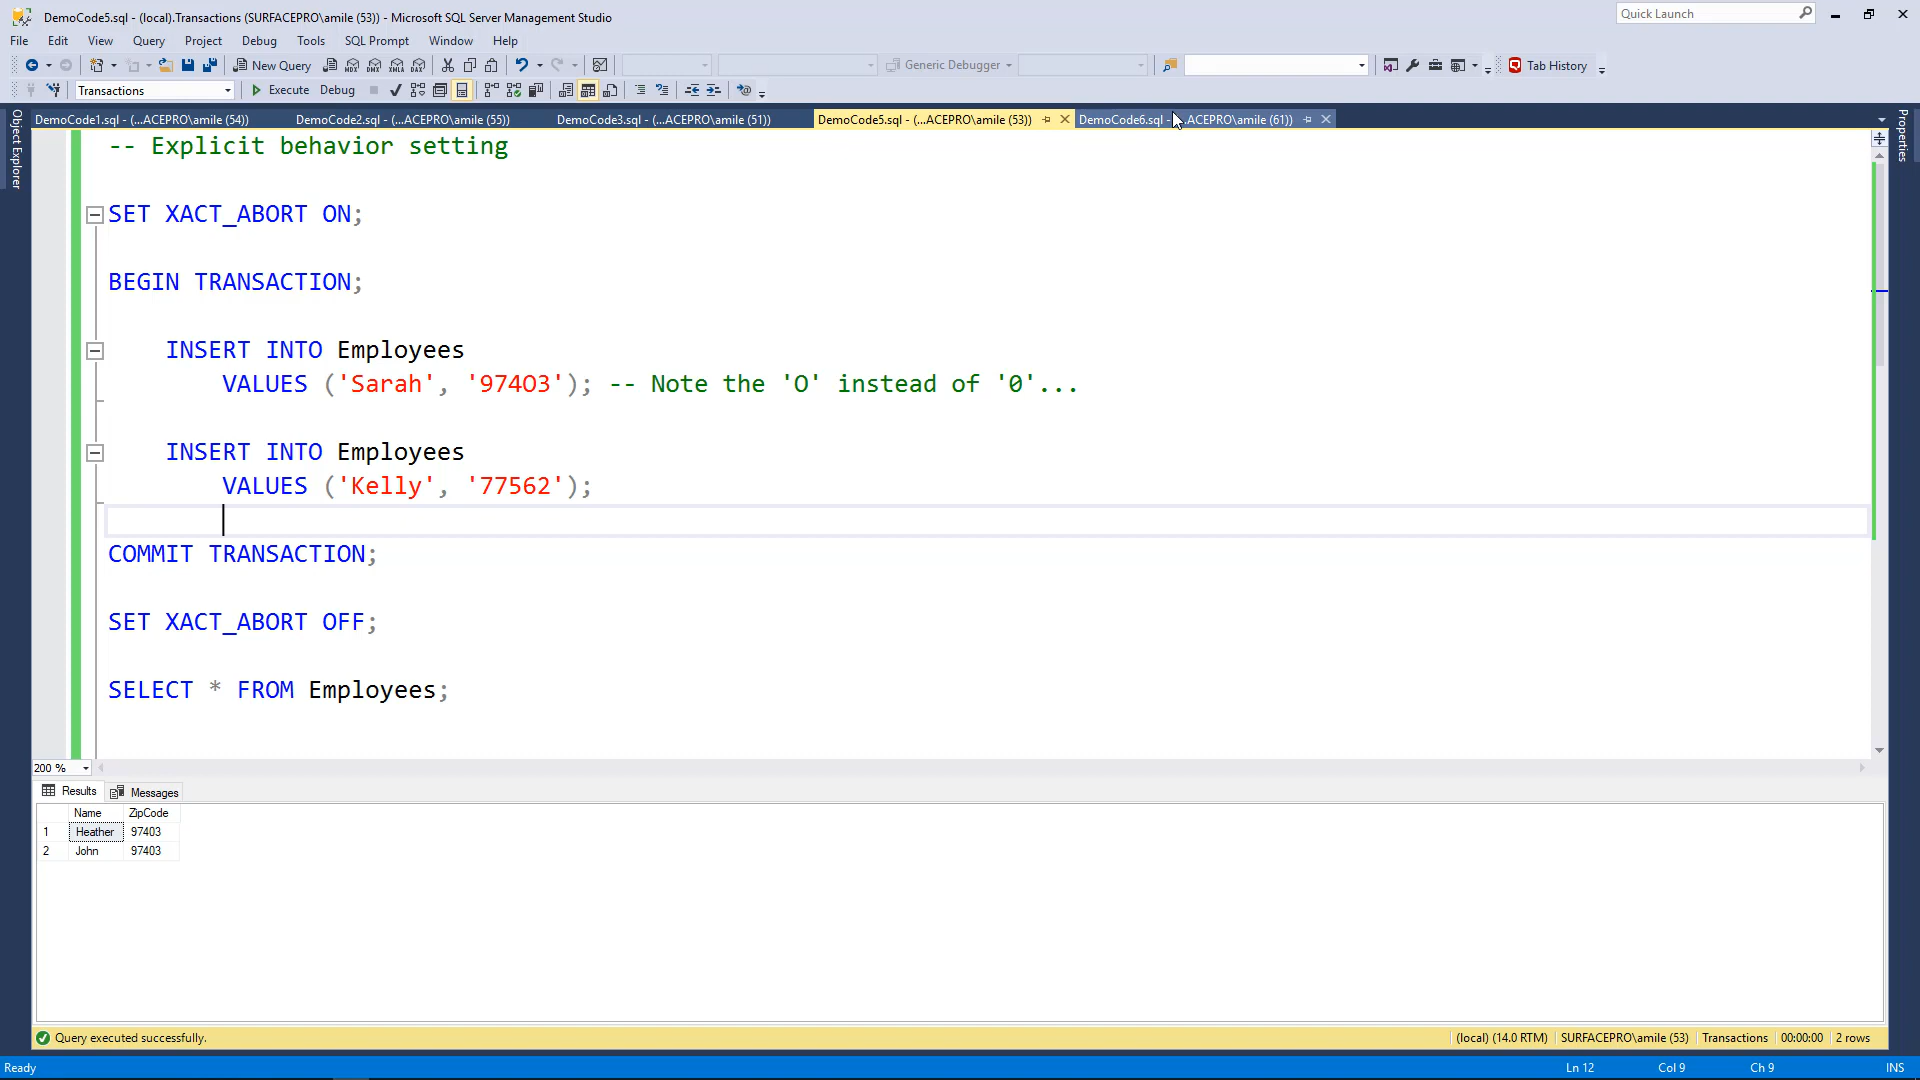 DemoCode5.sql - (local).Transactions (SURFACEPRO\amile (53)) - Microsoft SQL Server Management Studio
Quick Launch
File Edit View Query Project Debug Tools SQL Prompt Window Help
New Query
Generic Debugger
Tab History
Transactions
Execute Debug
DemoCode1.sql - (...ACEPRO\amile (54)) DemoCode2.sql - (...ACEPRO\amile (55)) DemoCode3.sql - (...ACEPRO\amile (51)) DemoCode5.sql - (...ACEPRO\amile (53)) DemoCode6.sql - (...ACEPRO\amile (61))
Object Explorer
Properties
-- Explicit behavior setting
SET XACT_ABORT ON;
BEGIN TRANSACTION;
INSERT INTO Employees
VALUES ('Sarah', '974O3'); -- Note the 'O' instead of '0'...
INSERT INTO Employees
VALUES ('Kelly', '77562');
COMMIT TRANSACTION;
SET XACT_ABORT OFF;
SELECT * FROM Employees;
200 %
Results Messages
Name ZipCode
1 Heather 97403
2 John 97403
Query executed successfully.
(local) (14.0 RTM) SURFACEPRO\amile (53) Transactions 00:00:00 2 rows
Ready
Ln 12 Col 9 Ch 9 INS